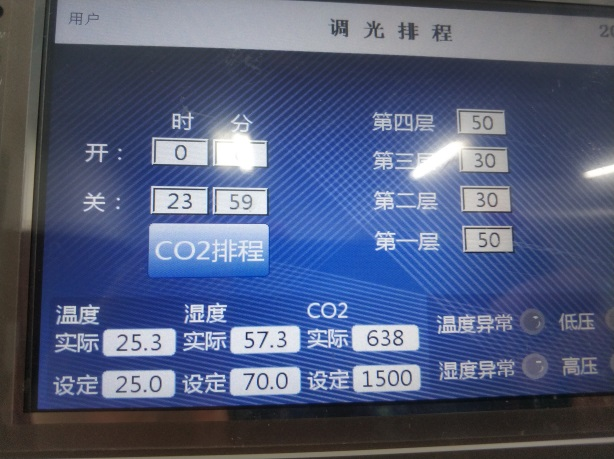 用户
调光排程
20
时 分
开： 0
关： 23 59
CO2排程
第四层 50
第三层 30
第二层 30
第一层 50
温度 湿度 CO2
实际 25.3 实际 57.3 实际 638
设定 25.0 设定 70.0 设定 1500
温度异常 低压
湿度异常 高压